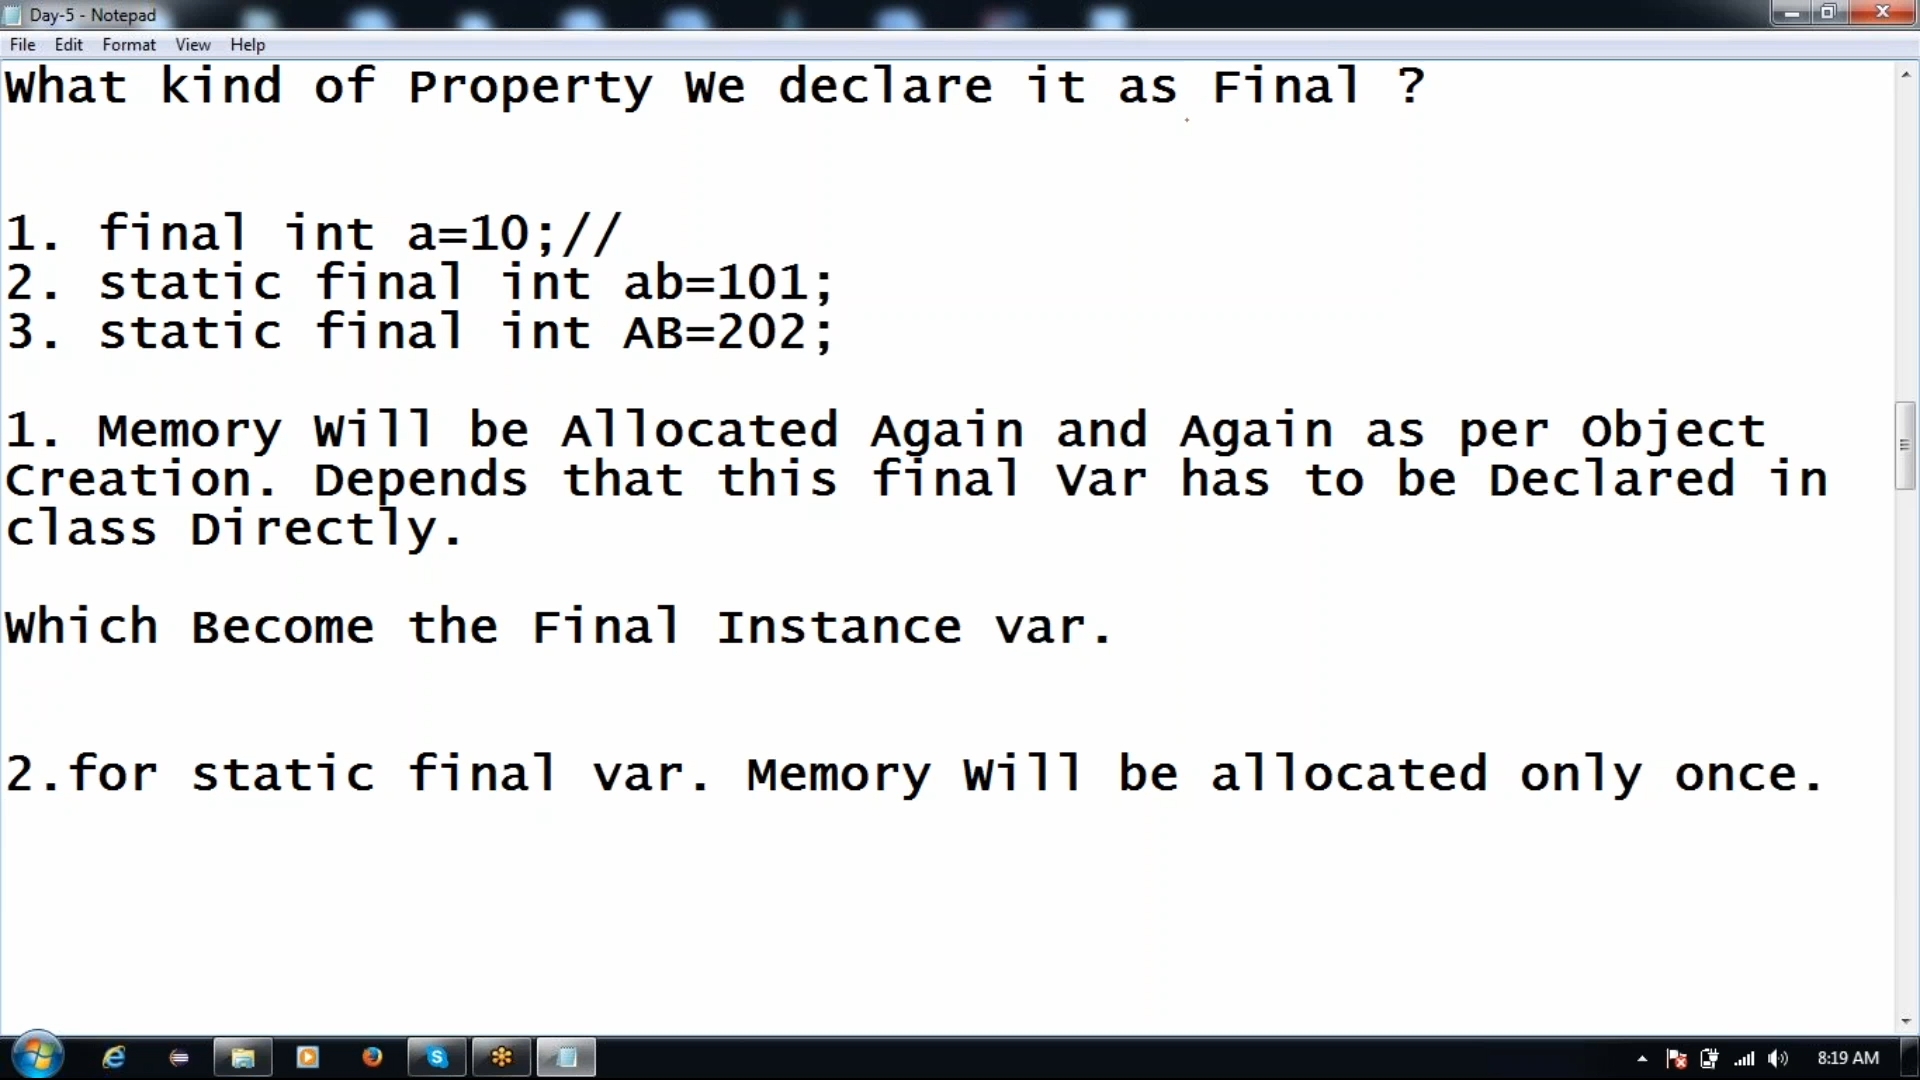 Day-5 - Notepad
File Edit Format View Help
What kind of Property We declare it as Final ?
1. final int a=10;//
2. static final int ab=101;
3. static final int AB=202;
1. Memory Will be Allocated Again and Again as per Object
Creation. Depends that this final Var has to be Declared in
class Directly.
Which Become the Final Instance var.
2.for static final var. Memory Will be allocated only once.
8:19 AM